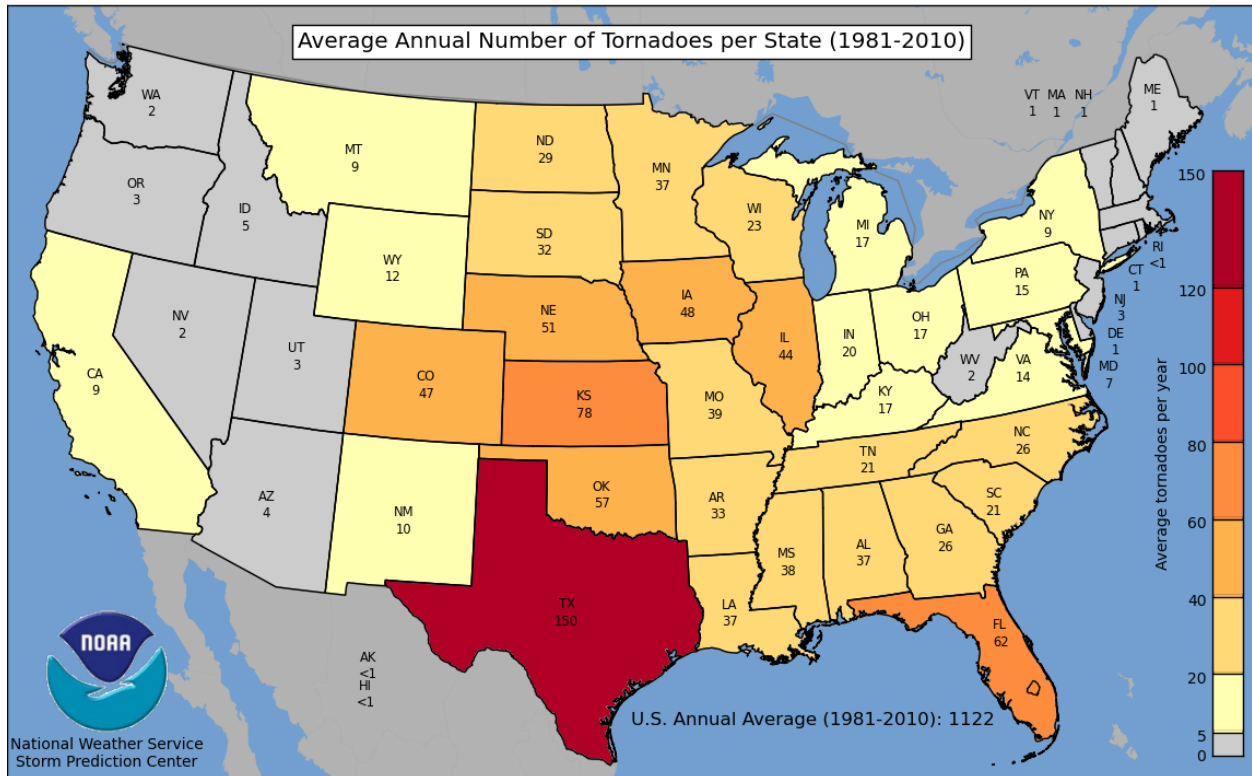 Average Annual Number of Tornadoes per State (1981-2010)
WA
2
OR
3
ID
5
MT
9
WY
12
CA
9
NV
2
UT
3
CO
47
AZ
4
NM
10
ND
29
SD
32
NE
51
KS
78
OK
57
TX
150
MN
37
IA
48
MO
39
AR
33
LA
37
WI
23
IL
44
MI
17
IN
20
OH
17
KY
17
TN
21
MS
38
AL
37
GA
26
FL
62
SC
21
NC
26
VA
14
WV
2
PA
15
NY
9
VT MA NH
1 1 1
ME
1
RI
<1
CT
1
NJ
3
DE
1
MD
7
AK
<1
HI
<1
150
120
100
80
60
40
20
5
0
Average tornadoes per year
U.S. Annual Average (1981-2010): 1122
NOAA
National Weather Service
Storm Prediction Center